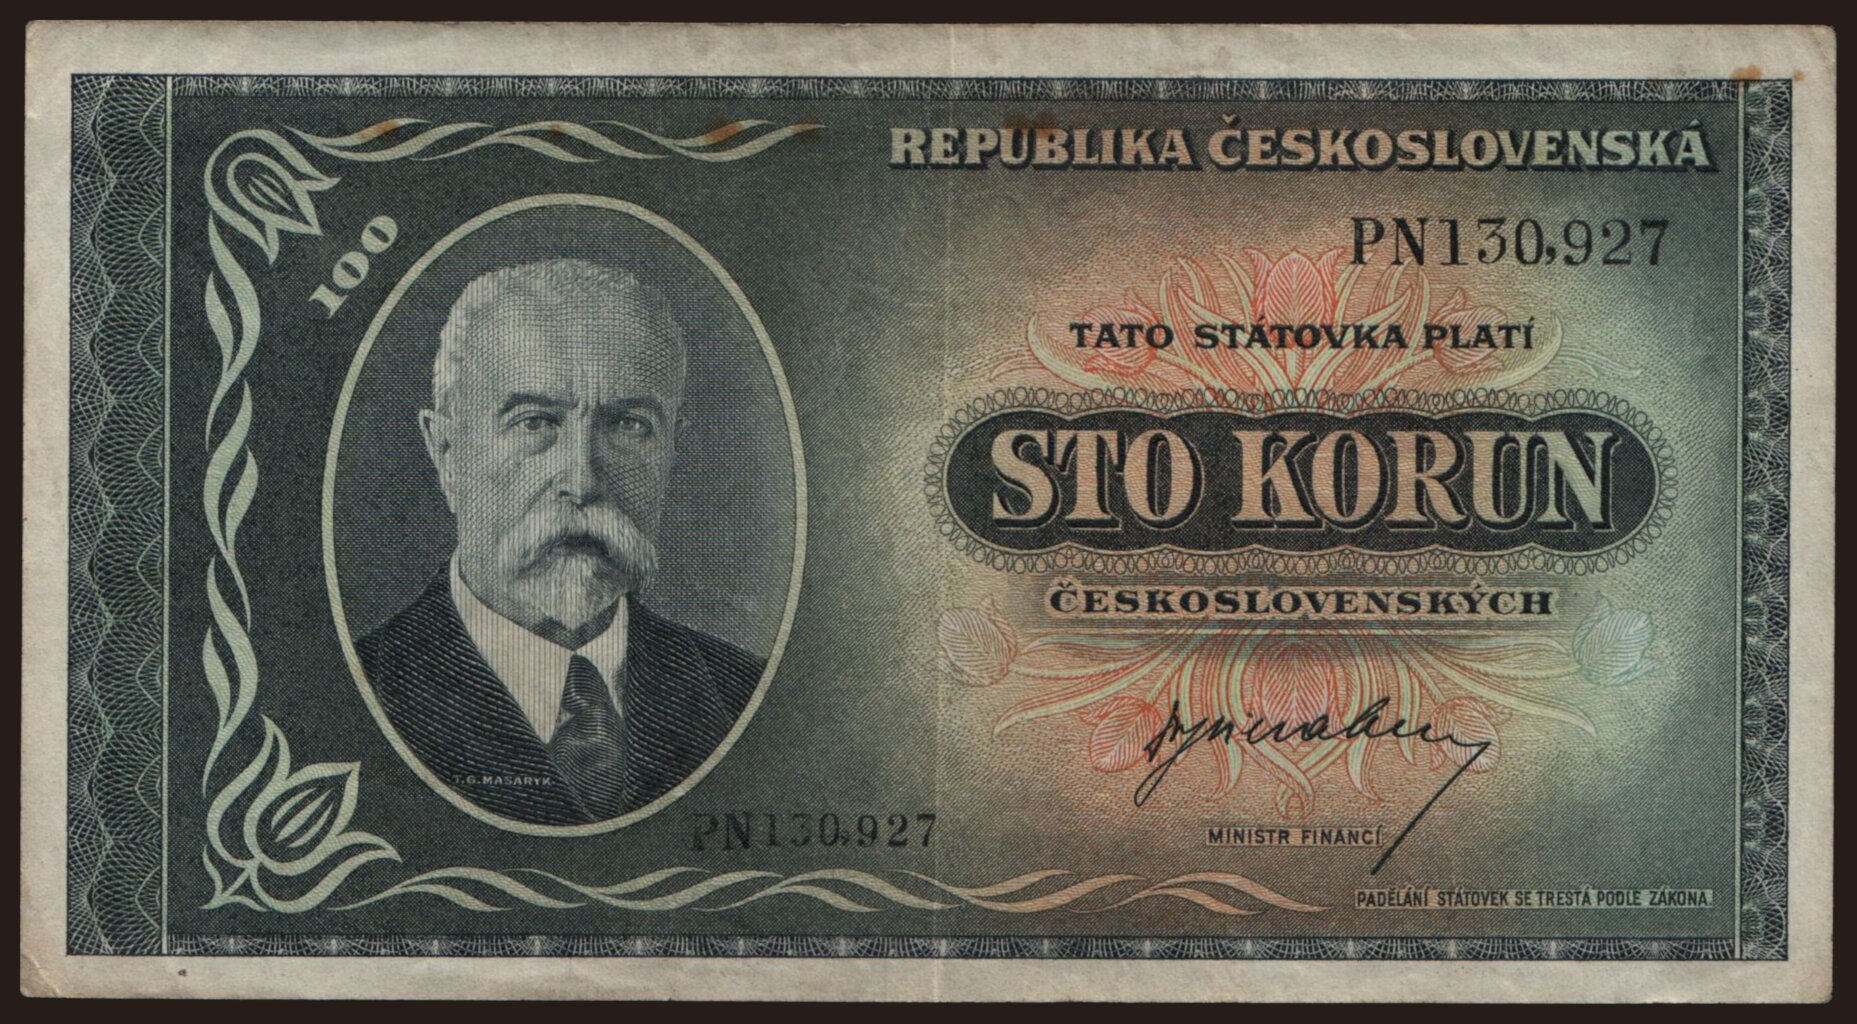 REPUBLIKA ČESKOSLOVENSKÁ
100
PN130,927
TATO STÁTOVKA PLATÍ
STO KORUN
ČESKOSLOVENSKÝCH
T.G.MASARYK
PN130,927
MINISTR FINANCÍ
PADĚLÁNÍ STÁTOVEK SE TRESTÁ PODLE ZÁKONA.